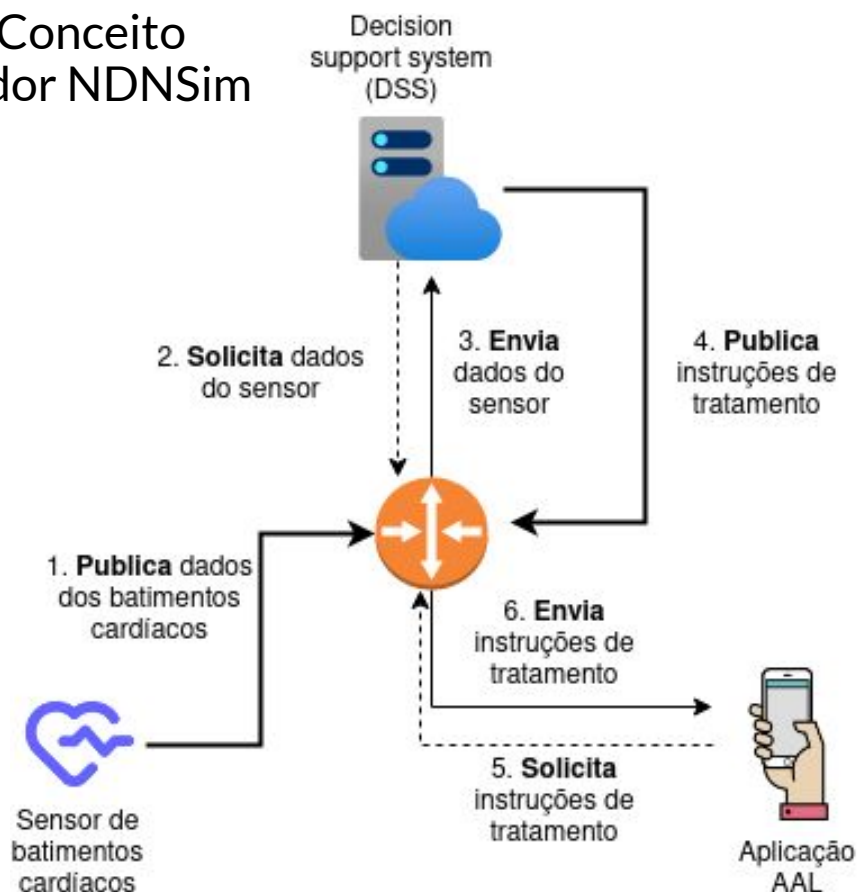 Conceito
dor NDNSim
Decision
support system
(DSS)
2. Solicita dados
do sensor
3. Envia
dados do
sensor
4. Publica
instruções de
tratamento
1. Publica dados
dos batimentos
cardíacos
6. Envia
instruções de
tratamento
5. Solicita
instruções de
tratamento
Sensor de
batimentos
cardíacos
Aplicação
AAL